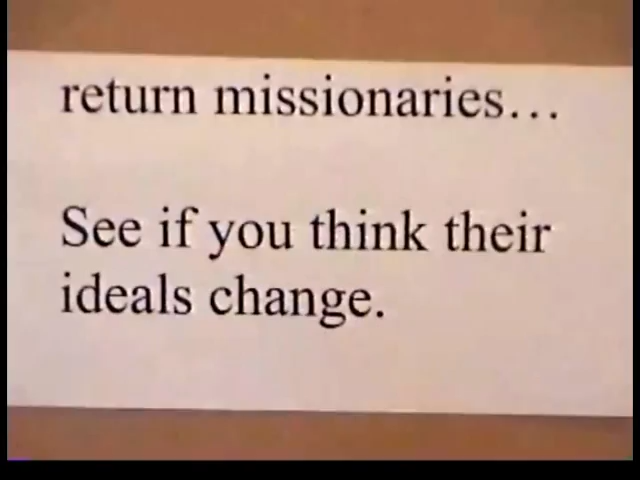 return missionaries…
See if you think their
ideals change.